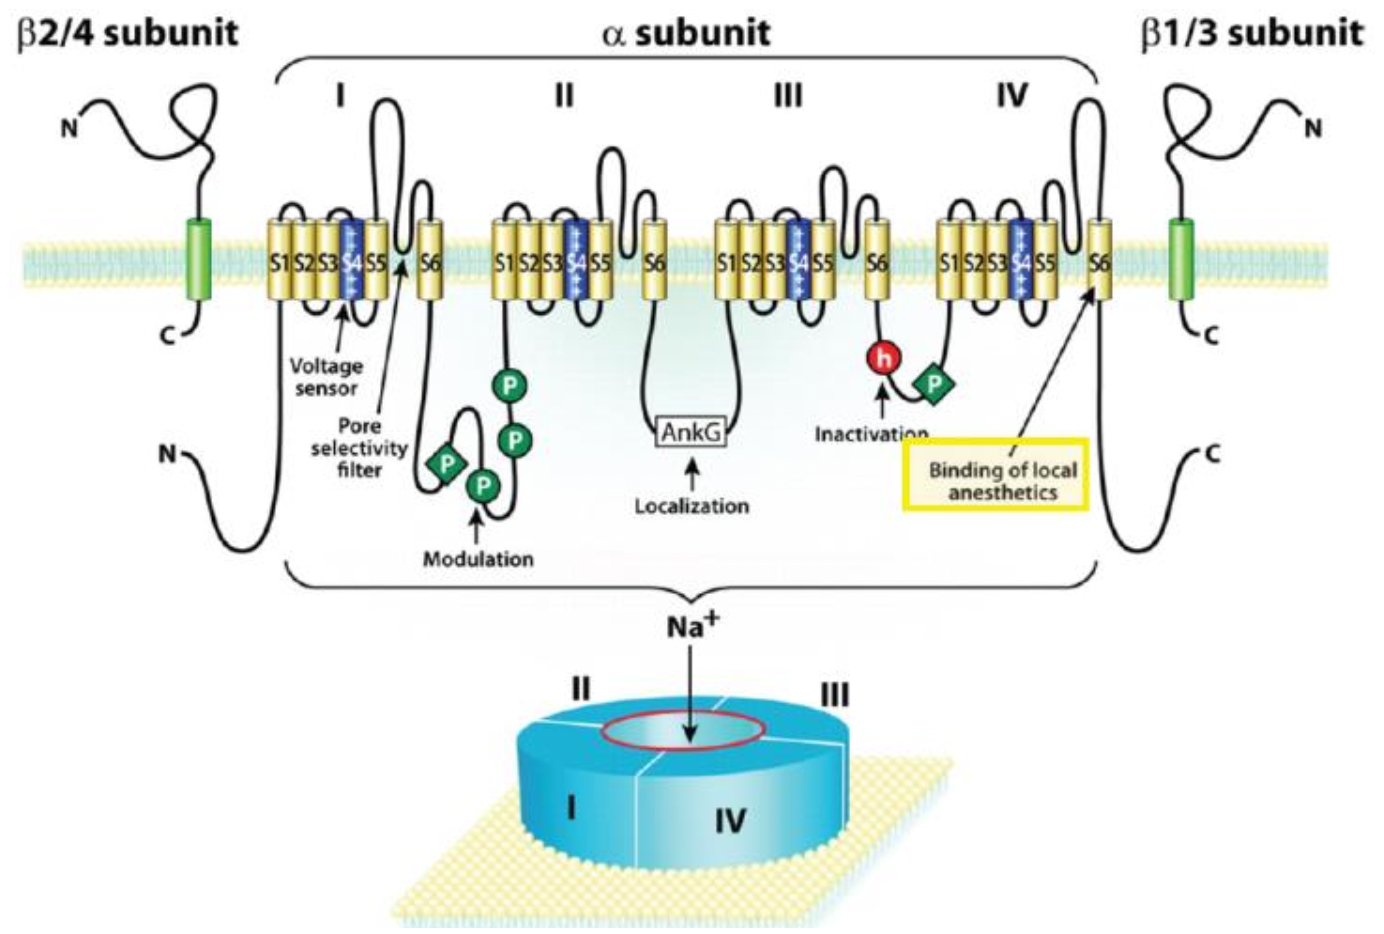 β2/4 subunit
α subunit
β1/3 subunit
I
II
III
IV
N
N
S1 S2 S3 S4 S5 S6
+++
++
S1 S2 S3 S4 S5 S6
+++
++
S1 S2 S3 S4 S5 S6
+++
++
S1 S2 S3 S4 S5 S6
+++
++
C
C
Voltage
sensor
h
P
P
Pore
selectivity
filter
P
AnkG
Inactivation
N
C
P
P
Binding of local
anesthetics
Localization
Modulation
Na+
II
III
I
IV